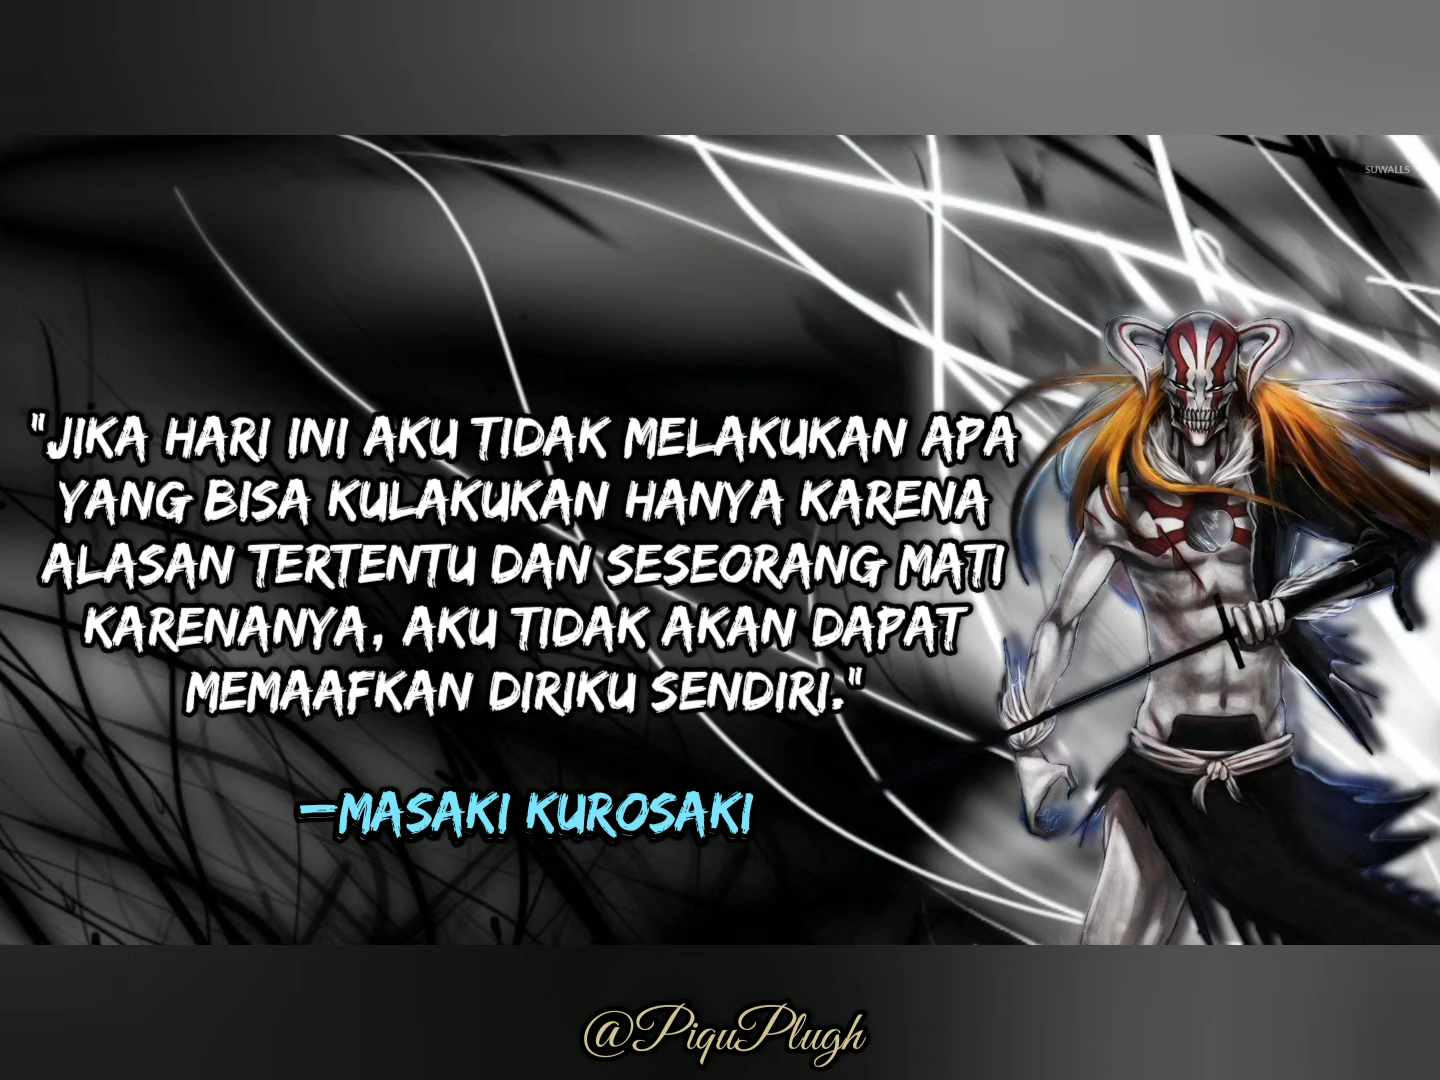 SUWALLS
"JIKA HARI INI AKU TIDAK MELAKUKAN APA
YANG BISA KULAKUKAN HANYA KARENA
ALASAN TERTENTU DAN SESEORANG MATI
KARENANYA, AKU TIDAK AKAN DAPAT
MEMAAFKAN DIRIKU SENDIRI."
—MASAKI KUROSAKI
@PiquPlugh